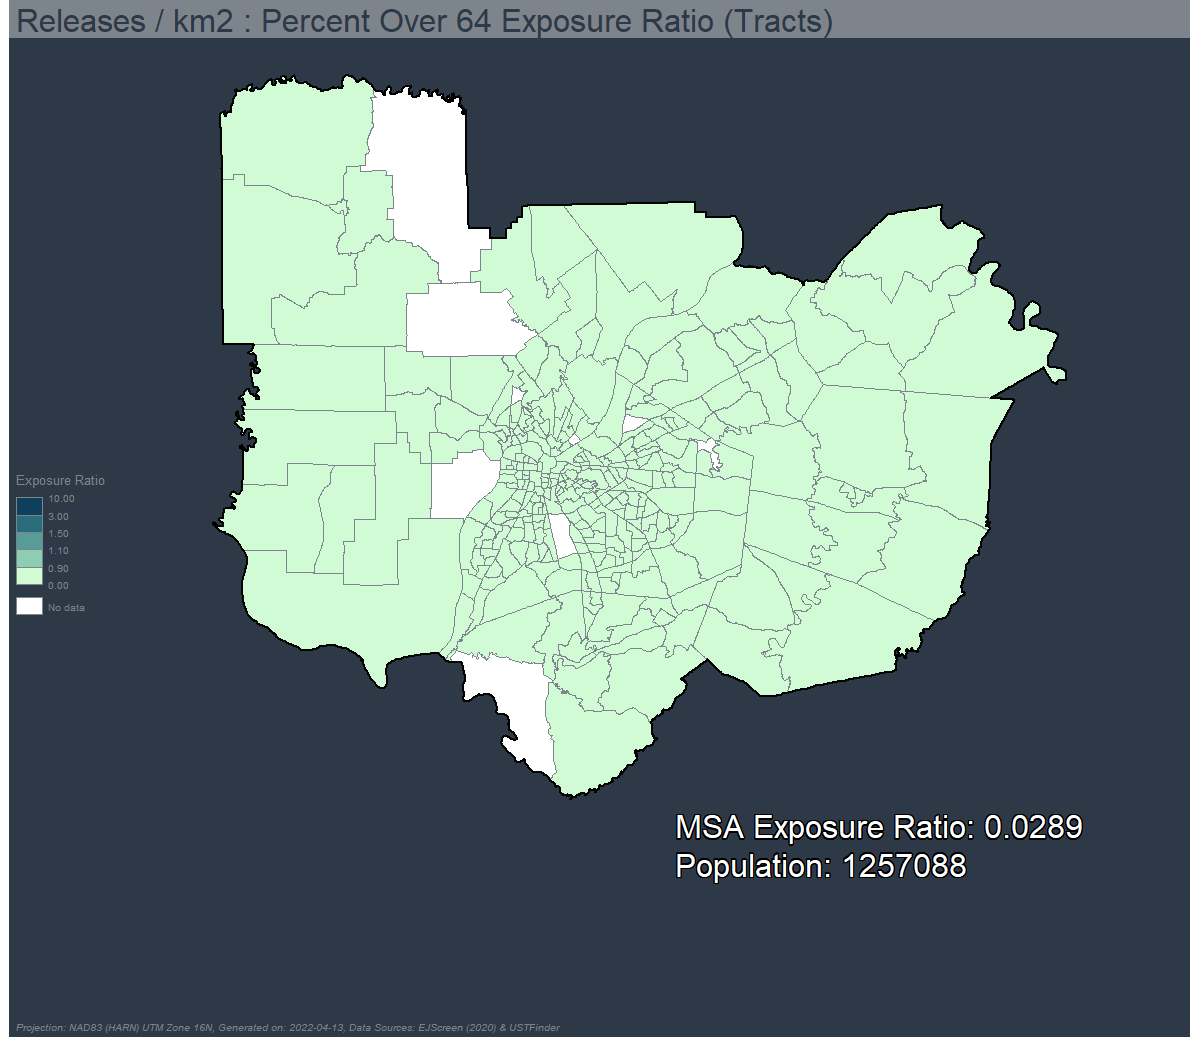 Releases / km2 : Percent Over 64 Exposure Ratio (Tracts)
Exposure Ratio
10.00
3.00
1.50
1.10
0.90
0.00
No data
MSA Exposure Ratio: 0.0289
Population: 1257088
Projection: NAD83 (HARN) UTM Zone 16N, Generated on: 2022-04-13, Data Sources: EJScreen (2020) & USTFinder